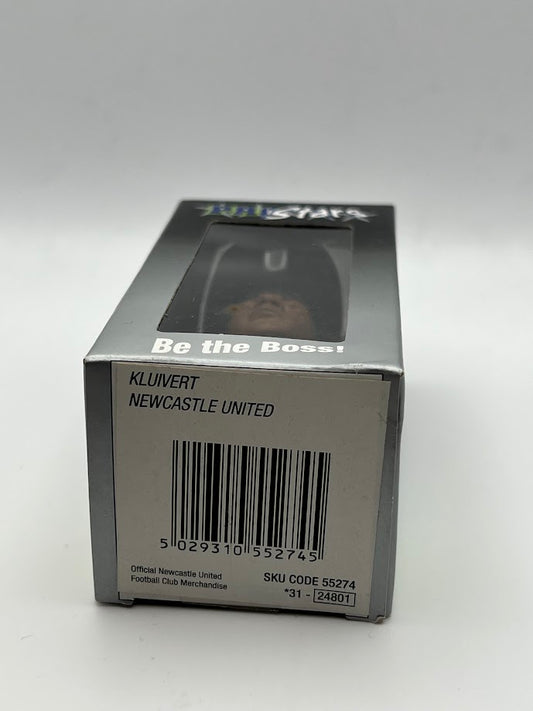 Stars
Be the Boss!
KLUIVERT
NEWCASTLE UNITED
5 029310 552745
Official Newcastle United
Football Club Merchandise
SKU CODE 55274
*31 - 24801